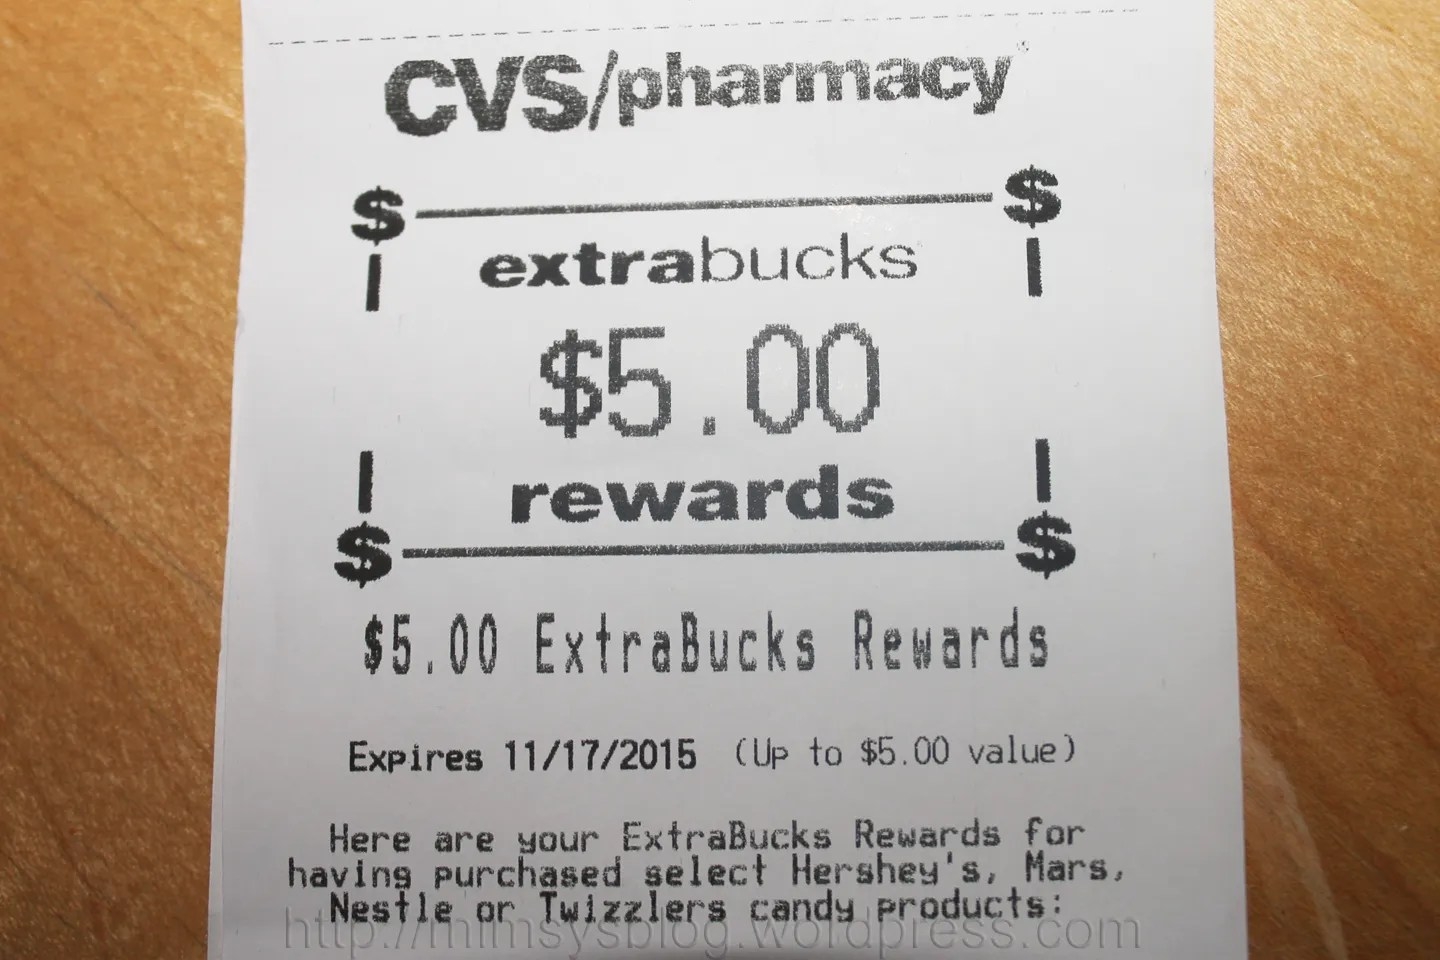 CVS/pharmacy®
$ $
extrabucks
$5.00
rewards
$ $
$5.00 ExtraBucks Rewards
Expires 11/17/2015 (Up to $5.00 value)
Here are your ExtraBucks Rewards for
having purchased select Hershey's, Mars,
Nestle or Twizzlers candy products:
http://mimsysblog.wordpress.com